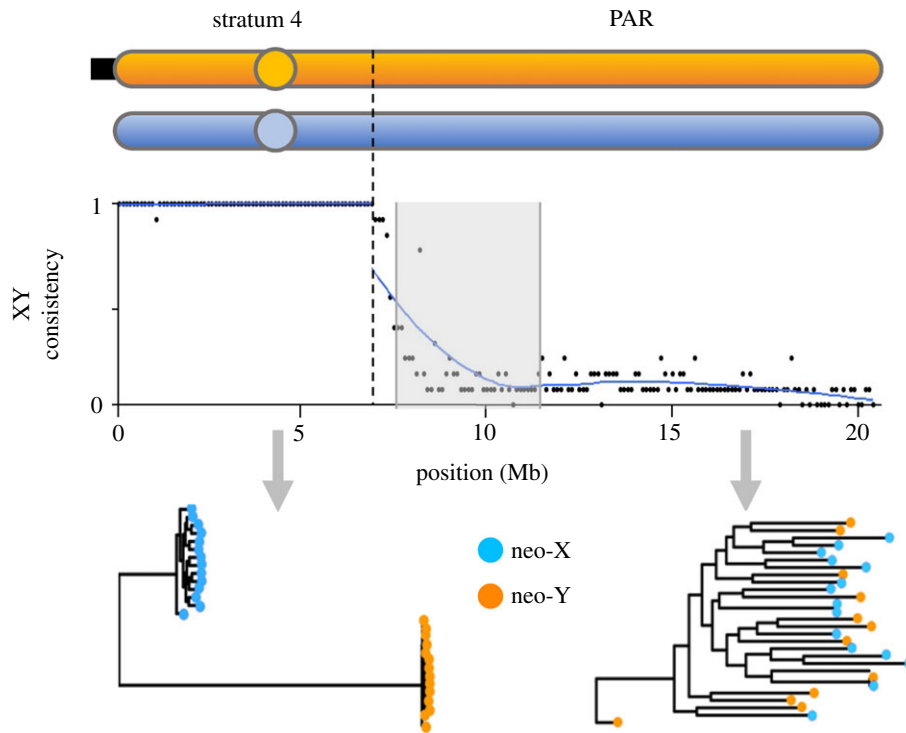 stratum 4
PAR
1
XY
consistency
0
0
5
10
15
20
position (Mb)
neo-X
neo-Y